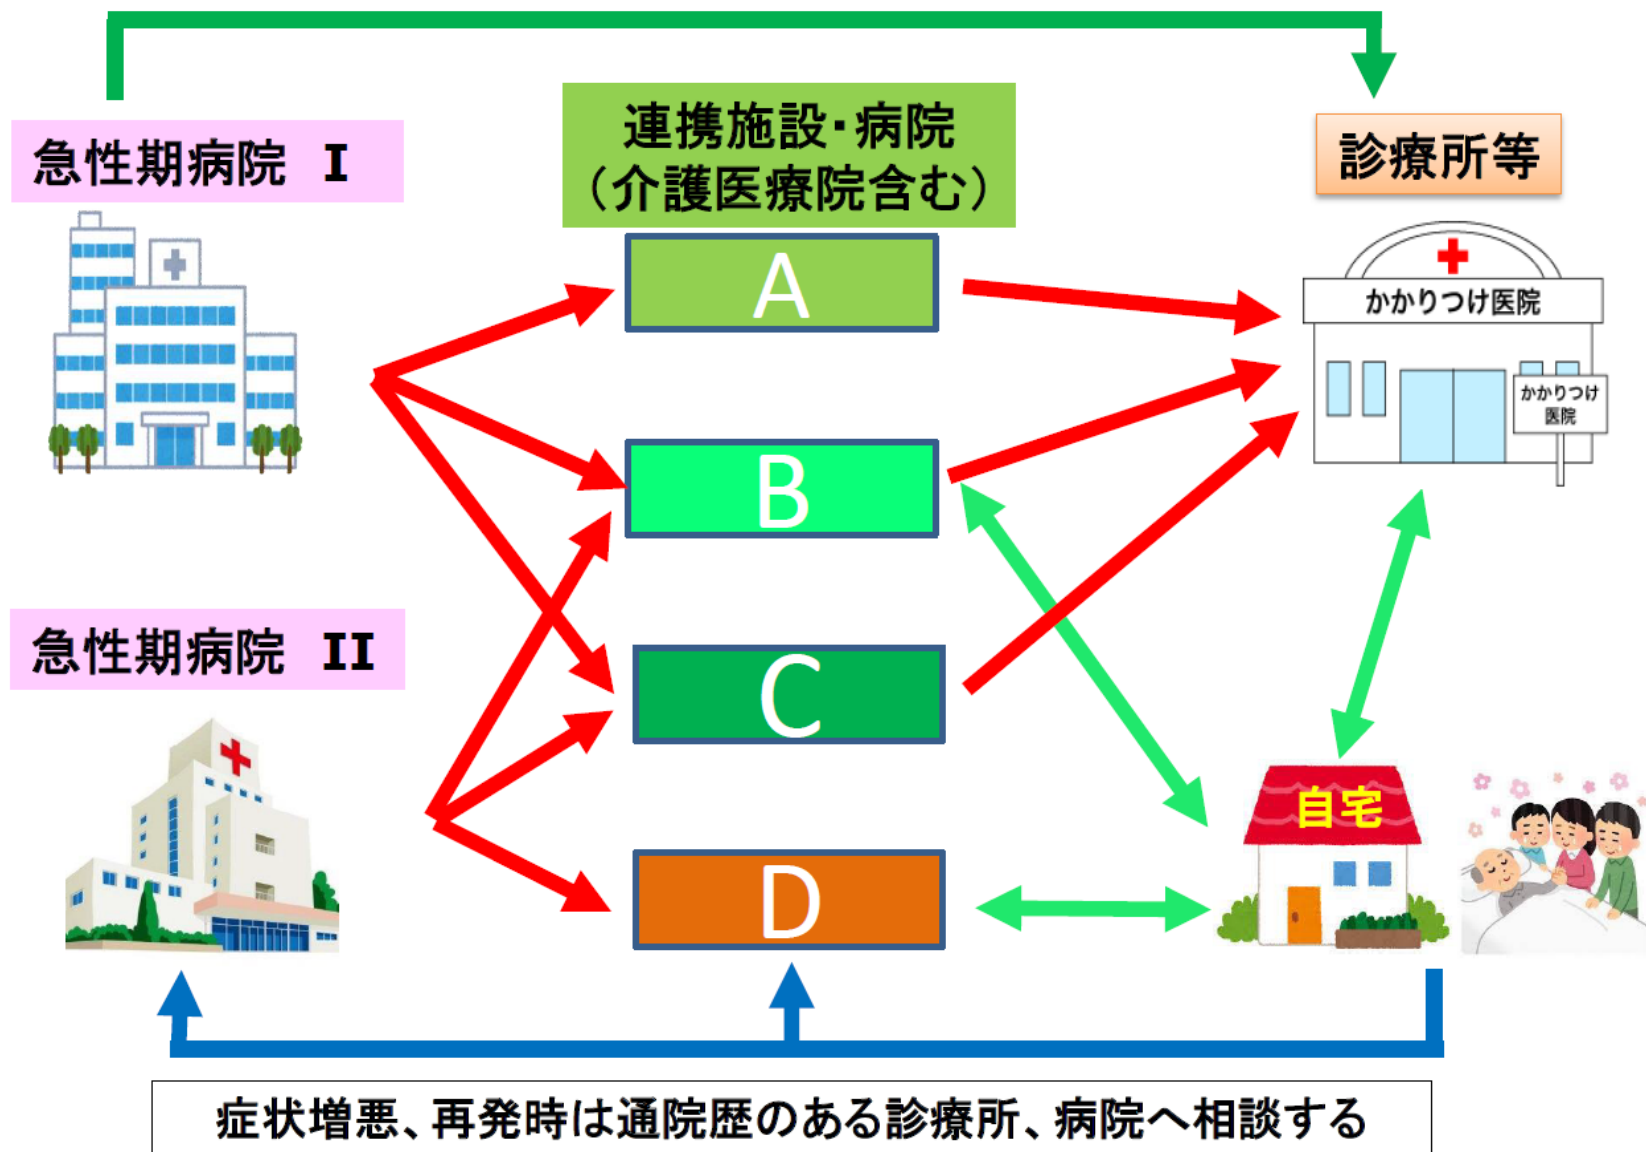 急性期病院 I
連携施設・病院
(介護医療院含む)
診療所等
A
かかりつけ医院
かかりつけ
医院
B
急性期病院 II
C
自宅
D
症状増悪、再発時は通院歴のある診療所、病院へ相談する